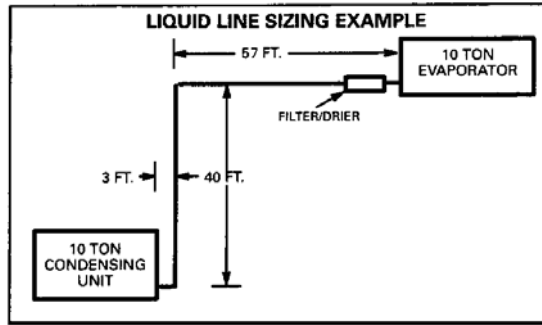 LIQUID LINE SIZING EXAMPLE
57 FT.
10 TON
EVAPORATOR
FILTER/DRIER
3 FT.
40 FT.
10 TON
CONDENSING
UNIT